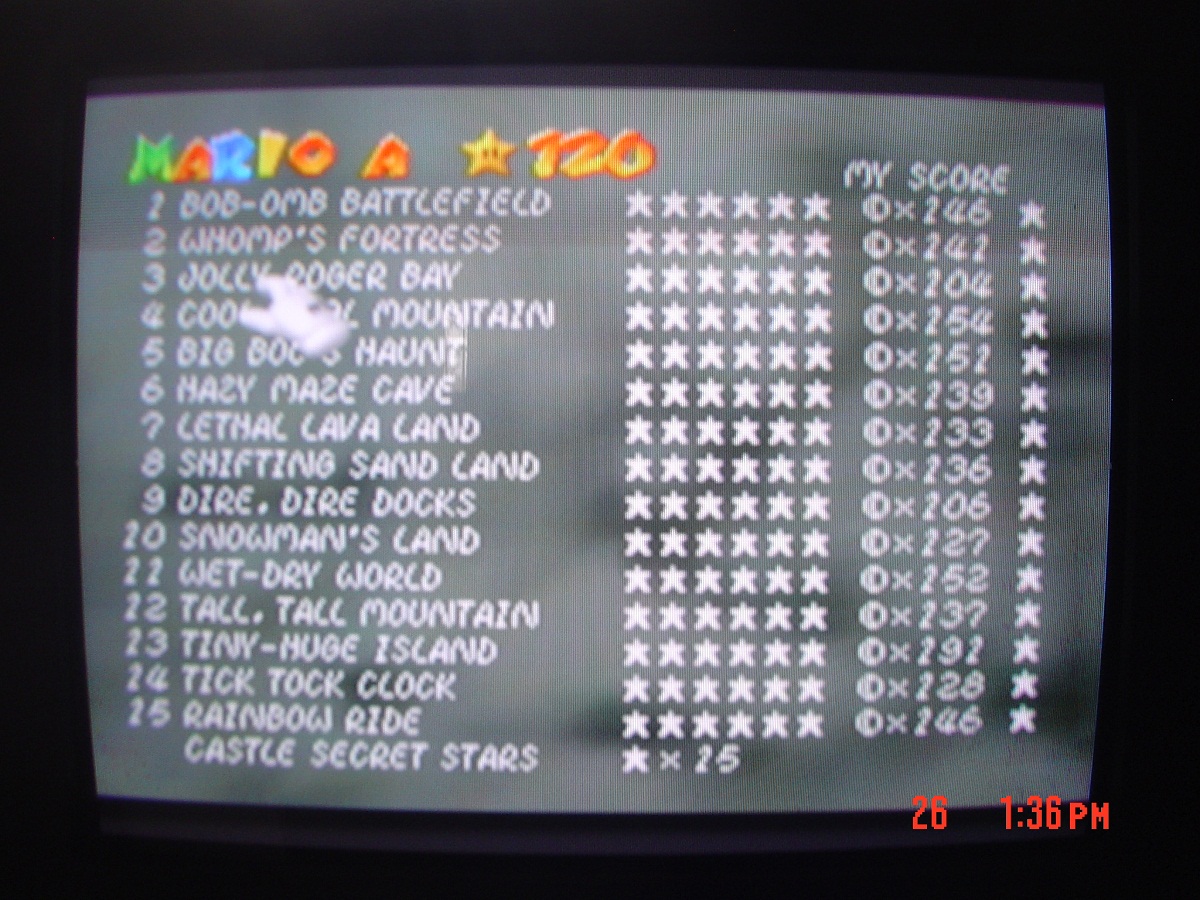 MARIO A ★120
MY SCORE
1 BOB-OMB BATTLEFIELD ★★★★★★ ©×146 ★
2 WHOMP'S FORTRESS ★★★★★★ ©×141 ★
3 JOLLY ROGER BAY ★★★★★★ ©×104 ★
4 MOUNTAIN ★★★★★★ ©×154 ★
5 BIG BOO'S HAUNT ★★★★★★ ©×151 ★
6 HAZY MAZE CAVE ★★★★★★ ©×139 ★
7 LETHAL LAVA LAND ★★★★★★ ©×133 ★
8 SHIFTING SAND LAND ★★★★★★ ©×136 ★
9 DIRE, DIRE DOCKS ★★★★★★ ©×106 ★
10 SNOWMAN'S LAND ★★★★★★ ©×127 ★
11 WET-DRY WORLD ★★★★★★ ©×152 ★
12 TALL, TALL MOUNTAIN ★★★★★★ ©×137 ★
13 TINY-HUGE ISLAND ★★★★★★ ©×191 ★
14 TICK TOCK CLOCK ★★★★★★ ©×128 ★
15 RAINBOW RIDE ★★★★★★ ©×146 ★
CASTLE SECRET STARS ★ × 15
26 1:36 PM